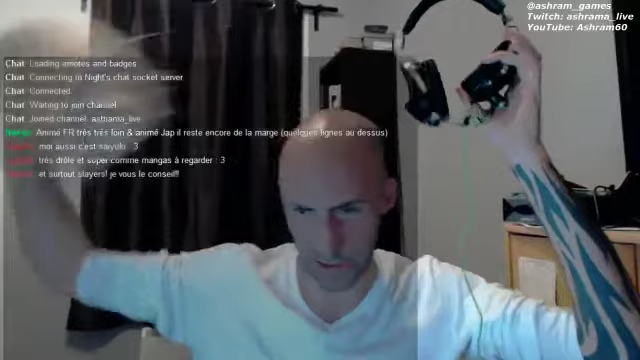 @ashram_games
Twitch: ashrama_live
YouTube: Ashram60
Chat Loading emotes and badges
Chat Connecting to Night's chat socket server
Chat Connected.
Chat Waiting to join channel
Chat Joined channel. ashrama_live
Animé FR très très loin & animé Jap il reste encore de la marge (quelques lignes au dessus)
moi aussi c'est saiyuki : 3
très drôle et super comme mangas à regarder : 3
et surtout slayers! je vous le conseil!!!